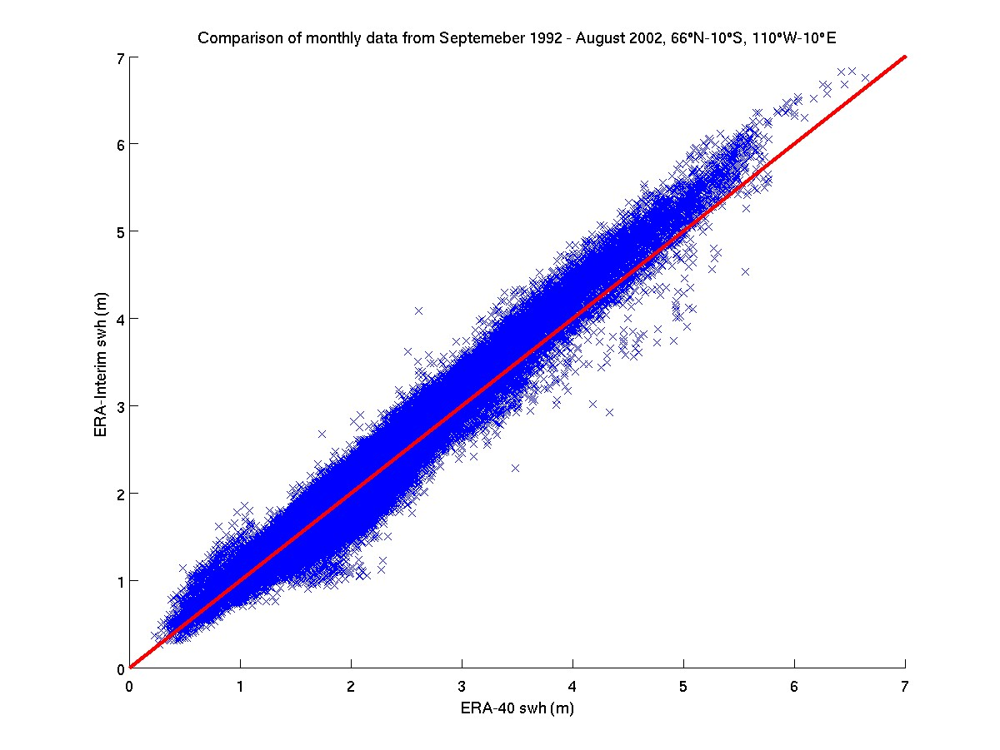 Comparison of monthly data from Septemeber 1992 - August 2002, 66°N-10°S, 110°W-10°E
7
6
5
4
3
2
1
0
ERA-Interim swh (m)
0 1 2 3 4 5 6 7
ERA-40 swh (m)